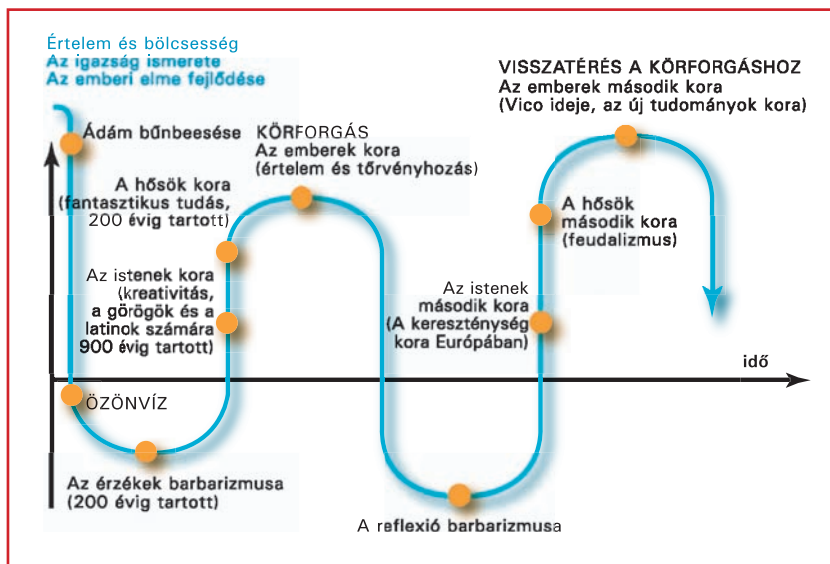 Értelem és bölcsesség
Az igazság ismerete
Az emberi elme fejlődése
Ádám bűnbeesése
KÖRFORGÁS
Az emberek kora
(értelem és tőrvényhozás)
VISSZATÉRÉS A KÖRFORGÁSHOZ
Az emberek második kora
(Vico ideje, az új tudományok kora)
A hősök kora
(fantasztikus tudás,
200 évig tartott)
Az istenek kora
(kreativitás,
a görögök és a
latinok számára
900 évig tartott)
A hősök
második kora
(feudalizmus)
Az istenek
második kora
(A kereszténység
kora Európában)
idő
ÖZÖNVÍZ
Az érzékek barbarizmusa
(200 évig tartott)
A reflexió barbarizmusa